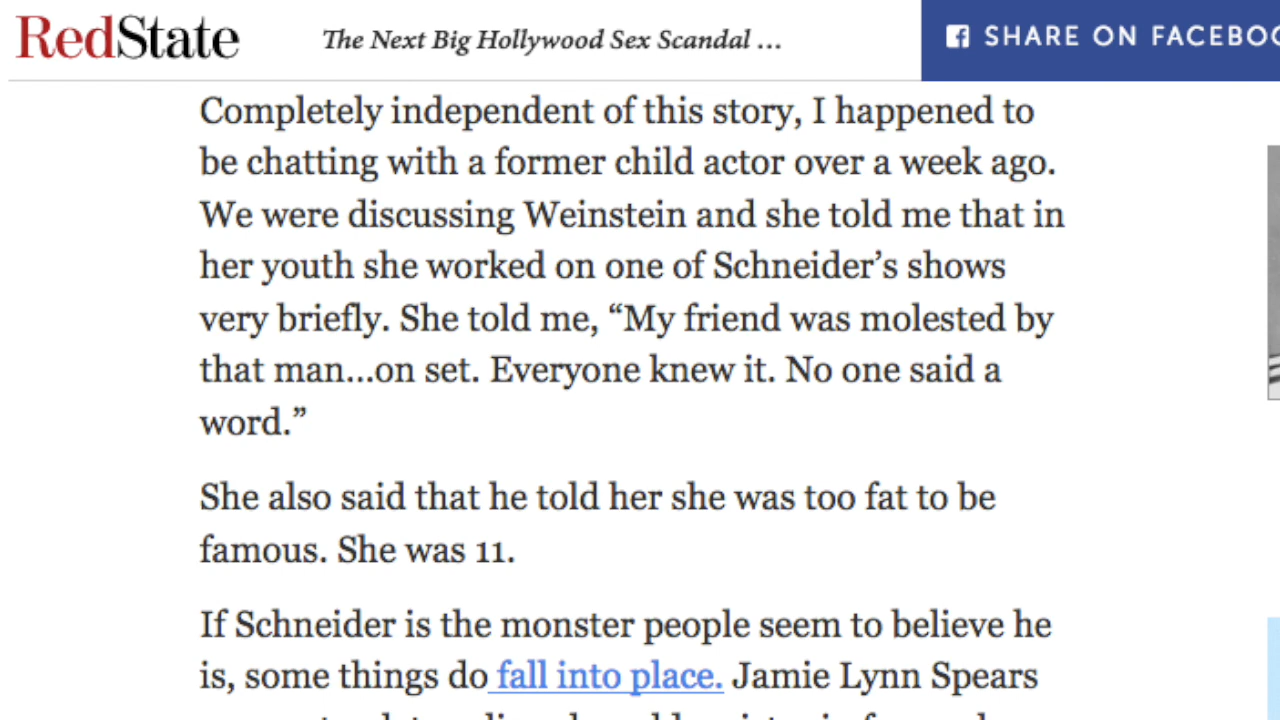 RedState
The Next Big Hollywood Sex Scandal ...
SHARE ON
Completely independent of this story, I happened to
be chatting with a former child actor over a week ago.
We were discussing Weinstein and she told me that in
her youth she worked on one of Schneider’s shows
very briefly. She told me, “My friend was molested by
that man...on set. Everyone knew it. No one said a
word.”
She also said that he told her she was too fat to be
famous. She was 11.
If Schneider is the monster people seem to believe he
is, some things do fall into place. Jamie Lynn Spears